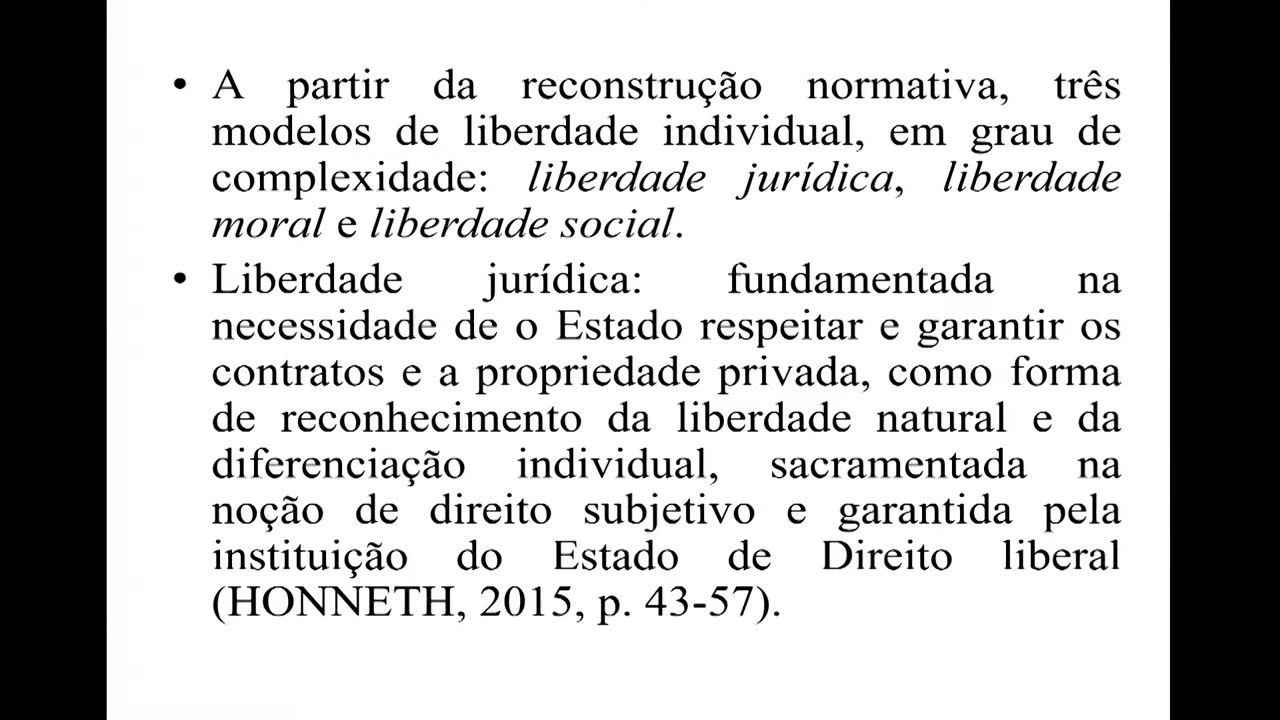 • A partir da reconstrução normativa, três
modelos de liberdade individual, em grau de
complexidade: liberdade jurídica, liberdade
moral e liberdade social.
• Liberdade jurídica: fundamentada na
necessidade de o Estado respeitar e garantir os
contratos e a propriedade privada, como forma
de reconhecimento da liberdade natural e da
diferenciação individual, sacramentada na
noção de direito subjetivo e garantida pela
instituição do Estado de Direito liberal
(HONNETH, 2015, p. 43-57).